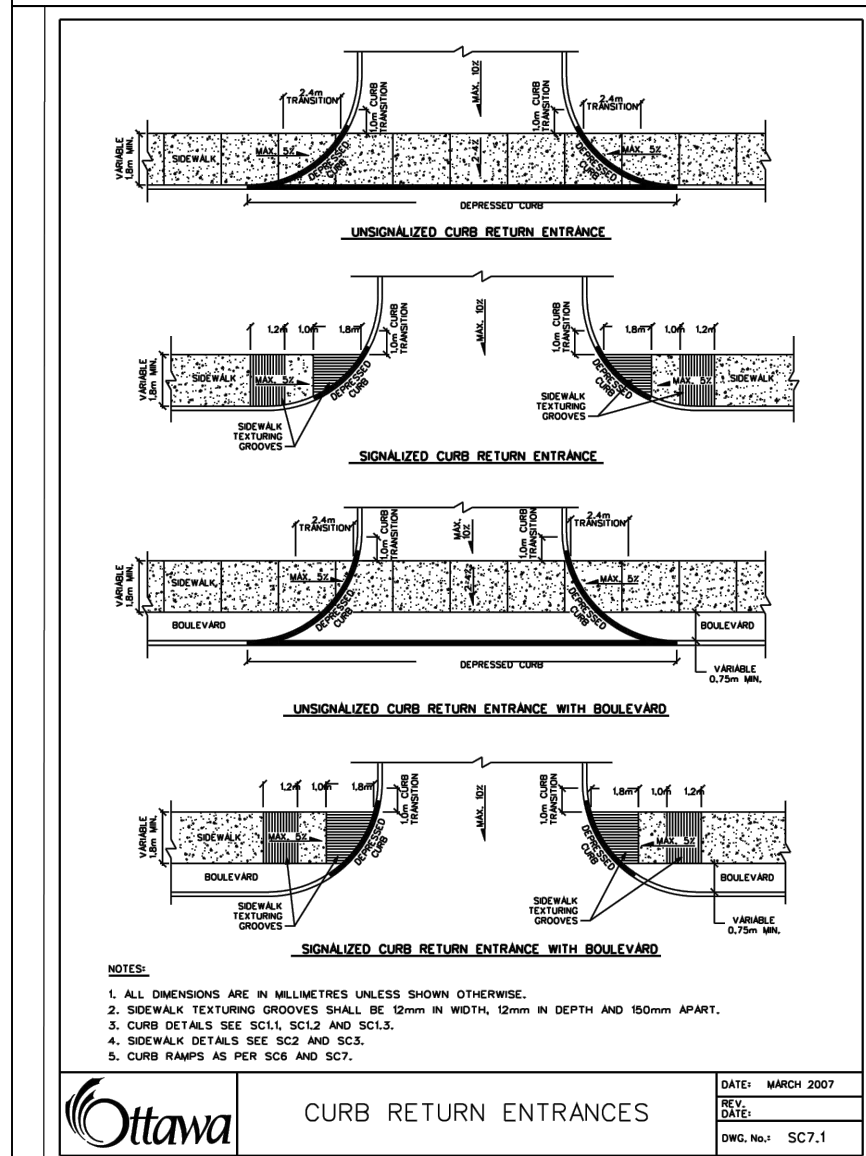 MAX. 10%
2.4m
TRANSITION
1.0m CURB
TRANSITION
1.0m CURB
TRANSITION
2.4m
TRANSITION
VARIABLE
1.8m MIN.
SIDEWALK
MAX. 5%
DEPRESSED
CURB
2-4%
DEPRESSED
CURB
MAX. 5%
DEPRESSED CURB
UNSIGNALIZED CURB RETURN ENTRANCE
1.2m 1.0m 1.8m
1.0m CURB
TRANSITION
MAX. 10%
1.0m CURB
TRANSITION
1.8m 1.0m 1.2m
VARIABLE
1.8m MIN.
SIDEWALK
MAX. 5%
DEPRESSED
CURB
DEPRESSED
CURB
MAX. 5%
SIDEWALK
SIDEWALK
TEXTURING
GROOVES
SIDEWALK
TEXTURING
GROOVES
SIGNALIZED CURB RETURN ENTRANCE
2.4m
TRANSITION
1.0m CURB
TRANSITION
MAX.
10%
1.0m CURB
TRANSITION
2.4m
TRANSITION
VARIABLE
1.8m MIN.
SIDEWALK
MAX. 5%
DEPRESSED
CURB
2-4%
DEPRESSED
CURB
MAX. 5%
BOULEVARD
BOULEVARD
DEPRESSED CURB
VARIABLE
0.75m MIN.
UNSIGNALIZED CURB RETURN ENTRANCE WITH BOULEVARD
1.2m 1.0m 1.8m
1.0m CURB
TRANSITION
MAX. 10%
1.0m CURB
TRANSITION
1.8m 1.0m 1.2m
VARIABLE
1.8m MIN.
SIDEWALK
MAX. 5%
DEPRESSED
CURB
DEPRESSED
CURB
MAX. 5%
BOULEVARD
BOULEVARD
SIDEWALK
TEXTURING
GROOVES
SIDEWALK
TEXTURING
GROOVES
VARIABLE
0.75m MIN.
SIGNALIZED CURB RETURN ENTRANCE WITH BOULEVARD
NOTES:
1. ALL DIMENSIONS ARE IN MILLIMETRES UNLESS SHOWN OTHERWISE.
2. SIDEWALK TEXTURING GROOVES SHALL BE 12mm IN WIDTH, 12mm IN DEPTH AND 150mm APART.
3. CURB DETAILS SEE SC1.1, SC1.2 AND SC1.3.
4. SIDEWALK DETAILS SEE SC2 AND SC3.
5. CURB RAMPS AS PER SC6 AND SC7.
Ottawa
CURB RETURN ENTRANCES
DATE: MARCH 2007
REV.
DATE:
DWG. No.: SC7.1